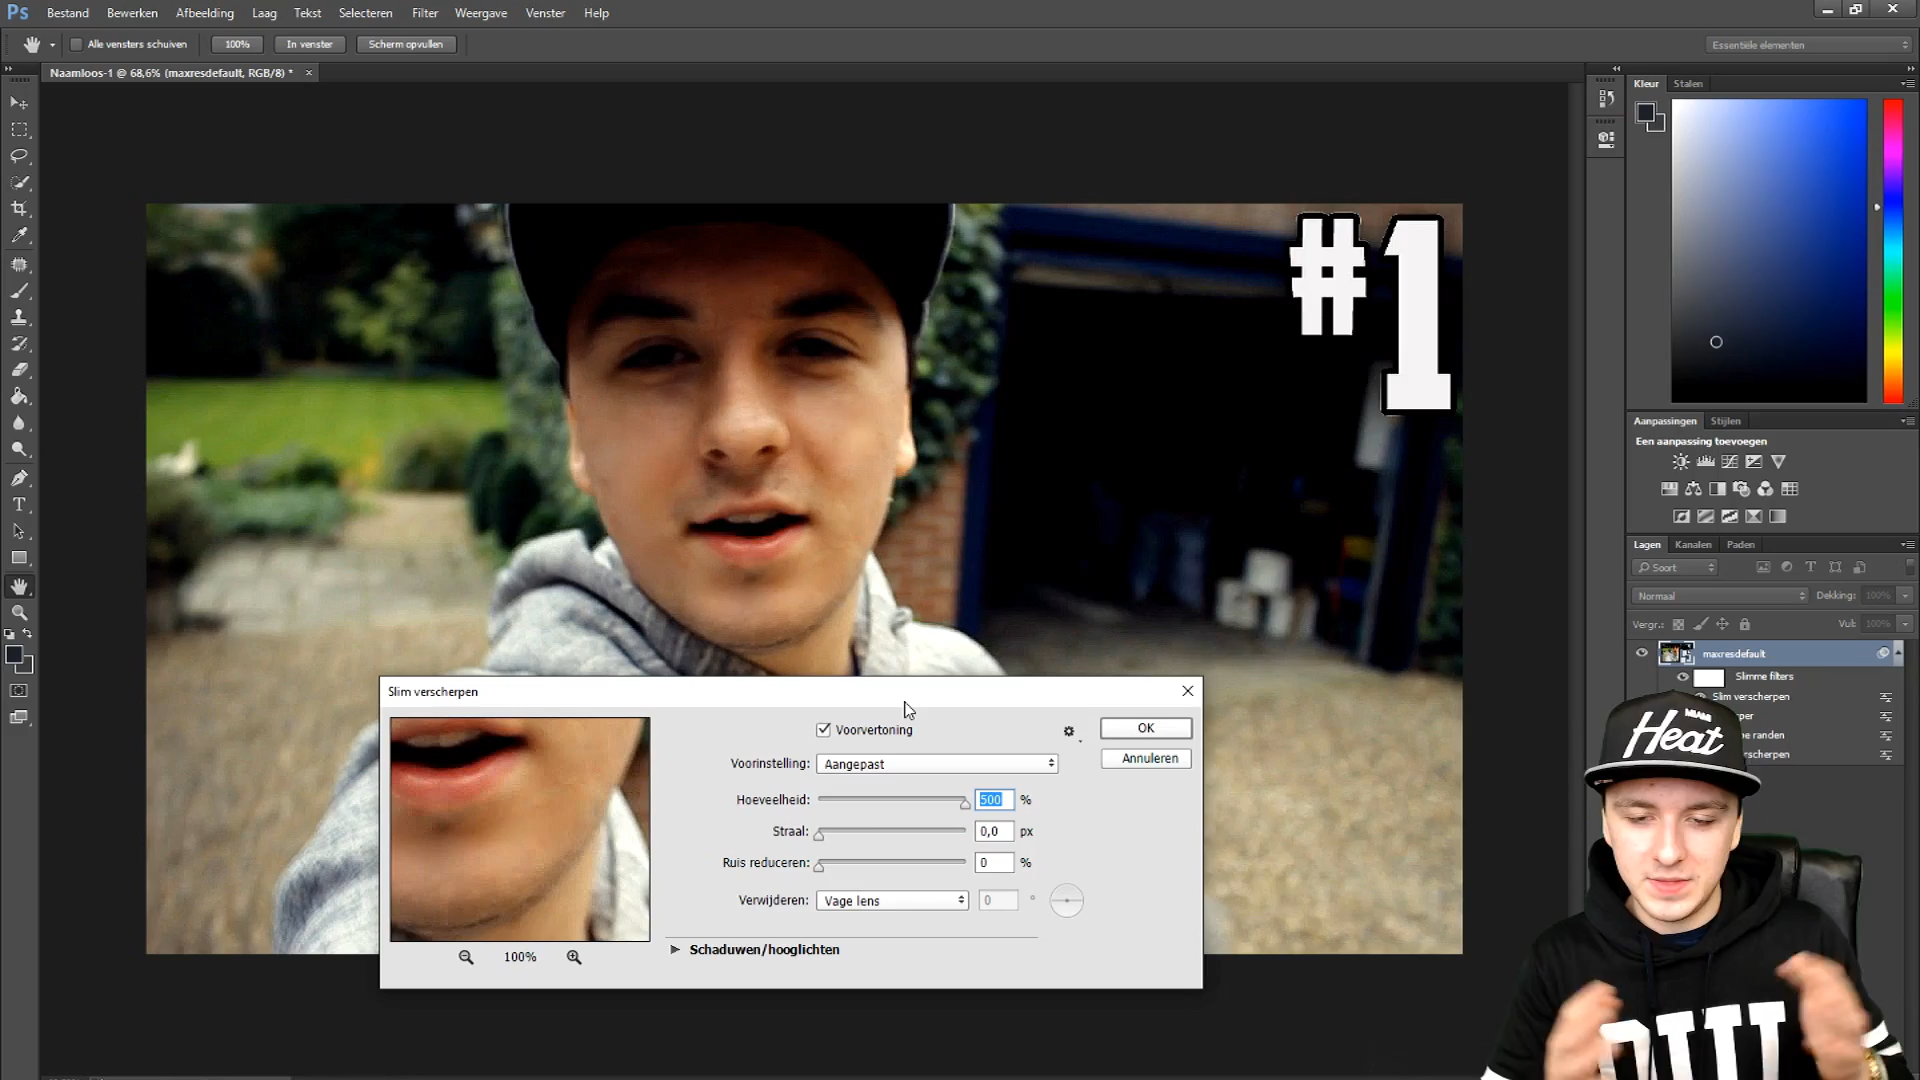 Ps Bestand Bewerken Afbeelding Laag Tekst Selecteren Filter Weergave Venster Help
Alle vensters schuiven 100% In venster Scherm opvullen Essentiële elementen
Naamloos-1 @ 68,6% (maxresdefault, RGB/8) *
Kleur Stalen
#1
Aanpassingen Stijlen
Een aanpassing toevoegen
Lagen Kanalen Paden
Soort
Normaal Dekking: 100%
Vergr.: Vul: 100%
maxresdefault
Slimme filters
Slim verscherpen
per
e randen
erscherpen
Slim verscherpen
Voorvertoning OK
Voorinstelling: Aangepast Annuleren
Hoeveelheid: 500 %
Straal: 0,0 px
Ruis reduceren: 0 %
Verwijderen: Vage lens 0 °
Schaduwen/hooglichten
100%
MIAMI
Heat